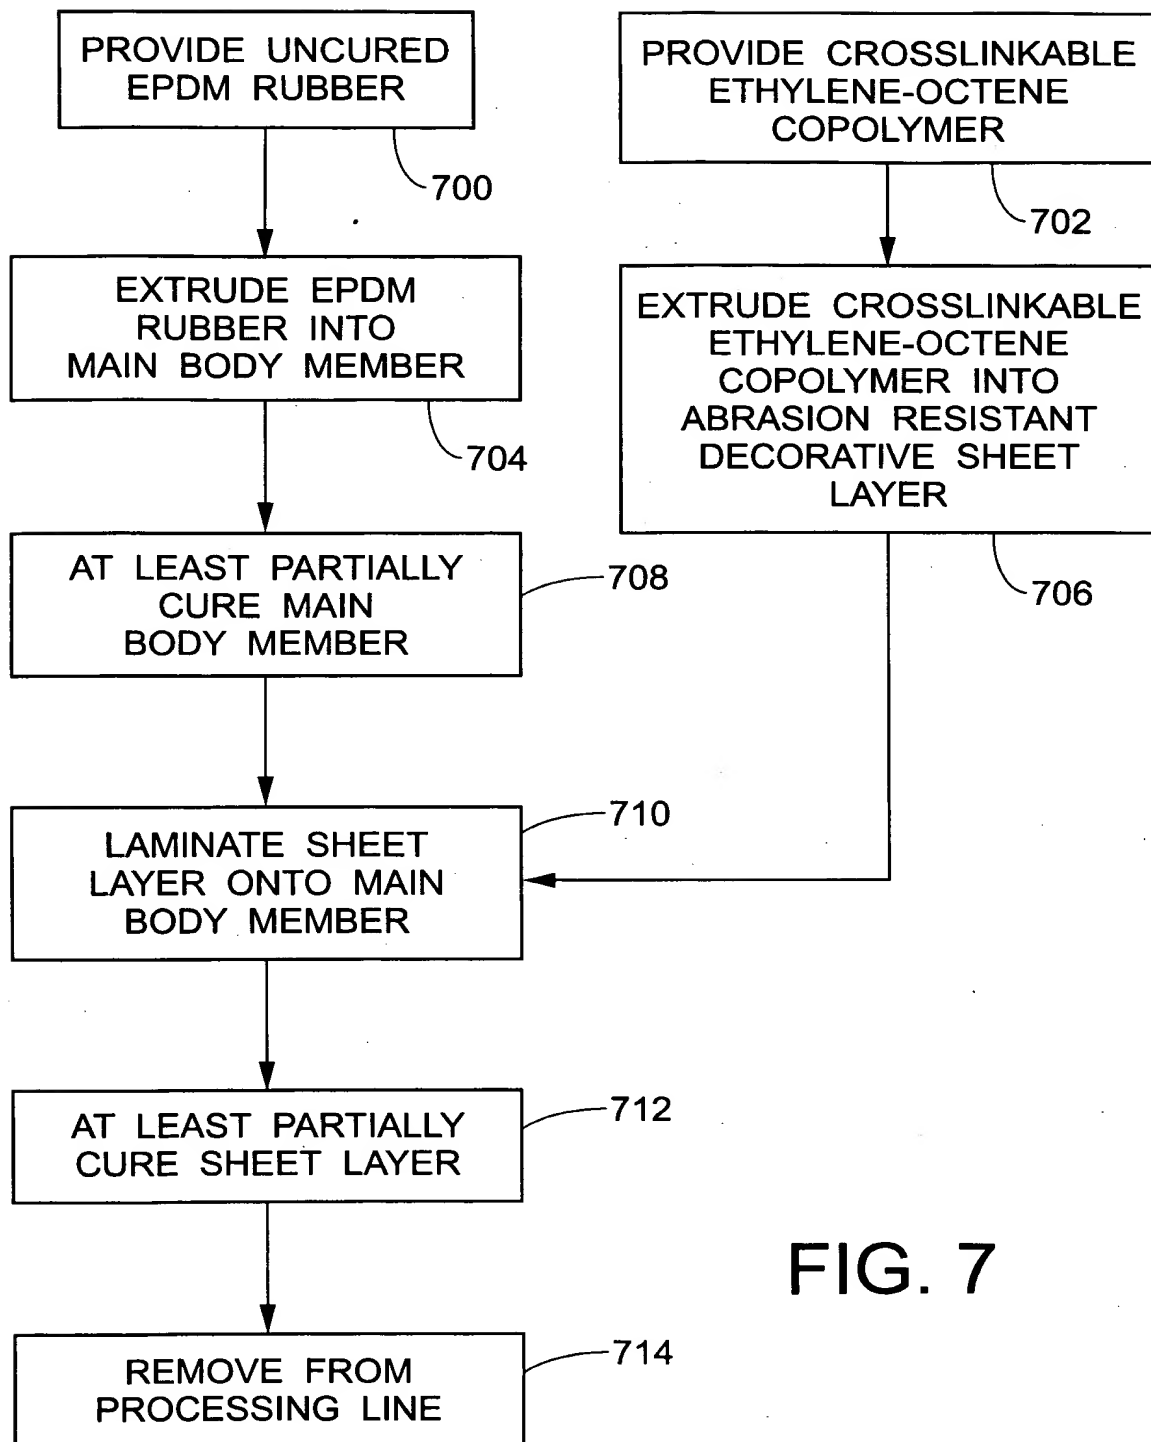 PROVIDE UNCURED
EPDM RUBBER
700
PROVIDE CROSSLINKABLE
ETHYLENE-OCTENE
COPOLYMER
702
EXTRUDE EPDM
RUBBER INTO
MAIN BODY MEMBER
704
EXTRUDE CROSSLINKABLE
ETHYLENE-OCTENE
COPOLYMER INTO
ABRASION RESISTANT
DECORATIVE SHEET
LAYER
706
AT LEAST PARTIALLY
CURE MAIN
BODY MEMBER
708
LAMINATE SHEET
LAYER ONTO MAIN
BODY MEMBER
710
AT LEAST PARTIALLY
CURE SHEET LAYER
712
REMOVE FROM
PROCESSING LINE
714
FIG. 7